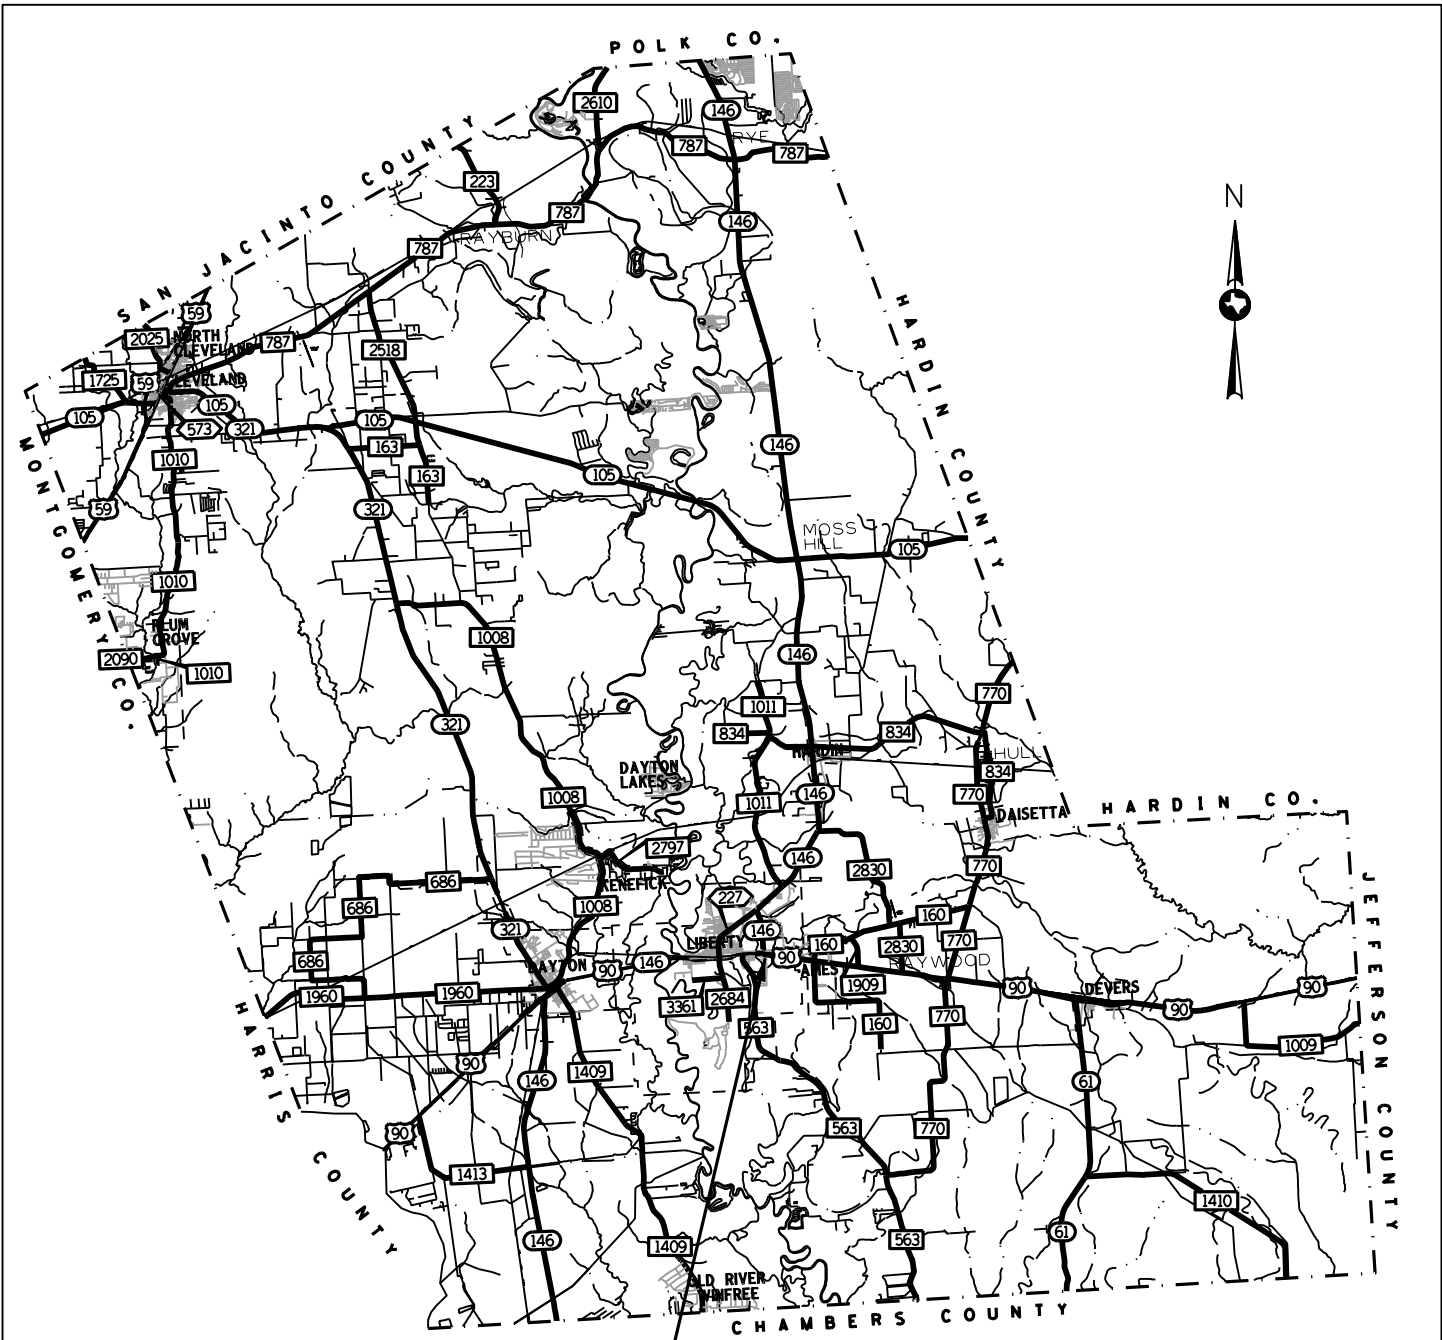 POLK CO.
2610
146
RYE
787
787
SAN JACINTO COUNTY
223
787
146
N
RAYBURN
787
59
2025
NORTH
CLEVELAND
787
2518
HARDIN COUNTY
1725
59
CLEVELAND
105
105
105
573
321
163
146
MONTGOMERY CO.
1010
163
105
59
321
MOSS
HILL
105
1010
PLUM
GROVE
1008
146
2090
1010
770
1011
321
834
834
HARDIN
HULL
DAYTON
LAKES
834
770
1008
1011
146
HARDIN CO.
DAISETTA
2797
146
2830
770
686
KENEFICK
JEFFERSON COUNTY
686
1008
227
160
321
146
LIBERTY
160
2830
770
686
DAYTON
90
146
90
AMES
RAYWOOD
1960
1960
3361
2684
1909
90
DEVERS
90
90
HARRIS COUNTY
563
160
770
1009
90
146
1409
61
90
563
770
1413
1410
146
1409
563
61
OLD RIVER
WINFREE
CHAMBERS COUNTY